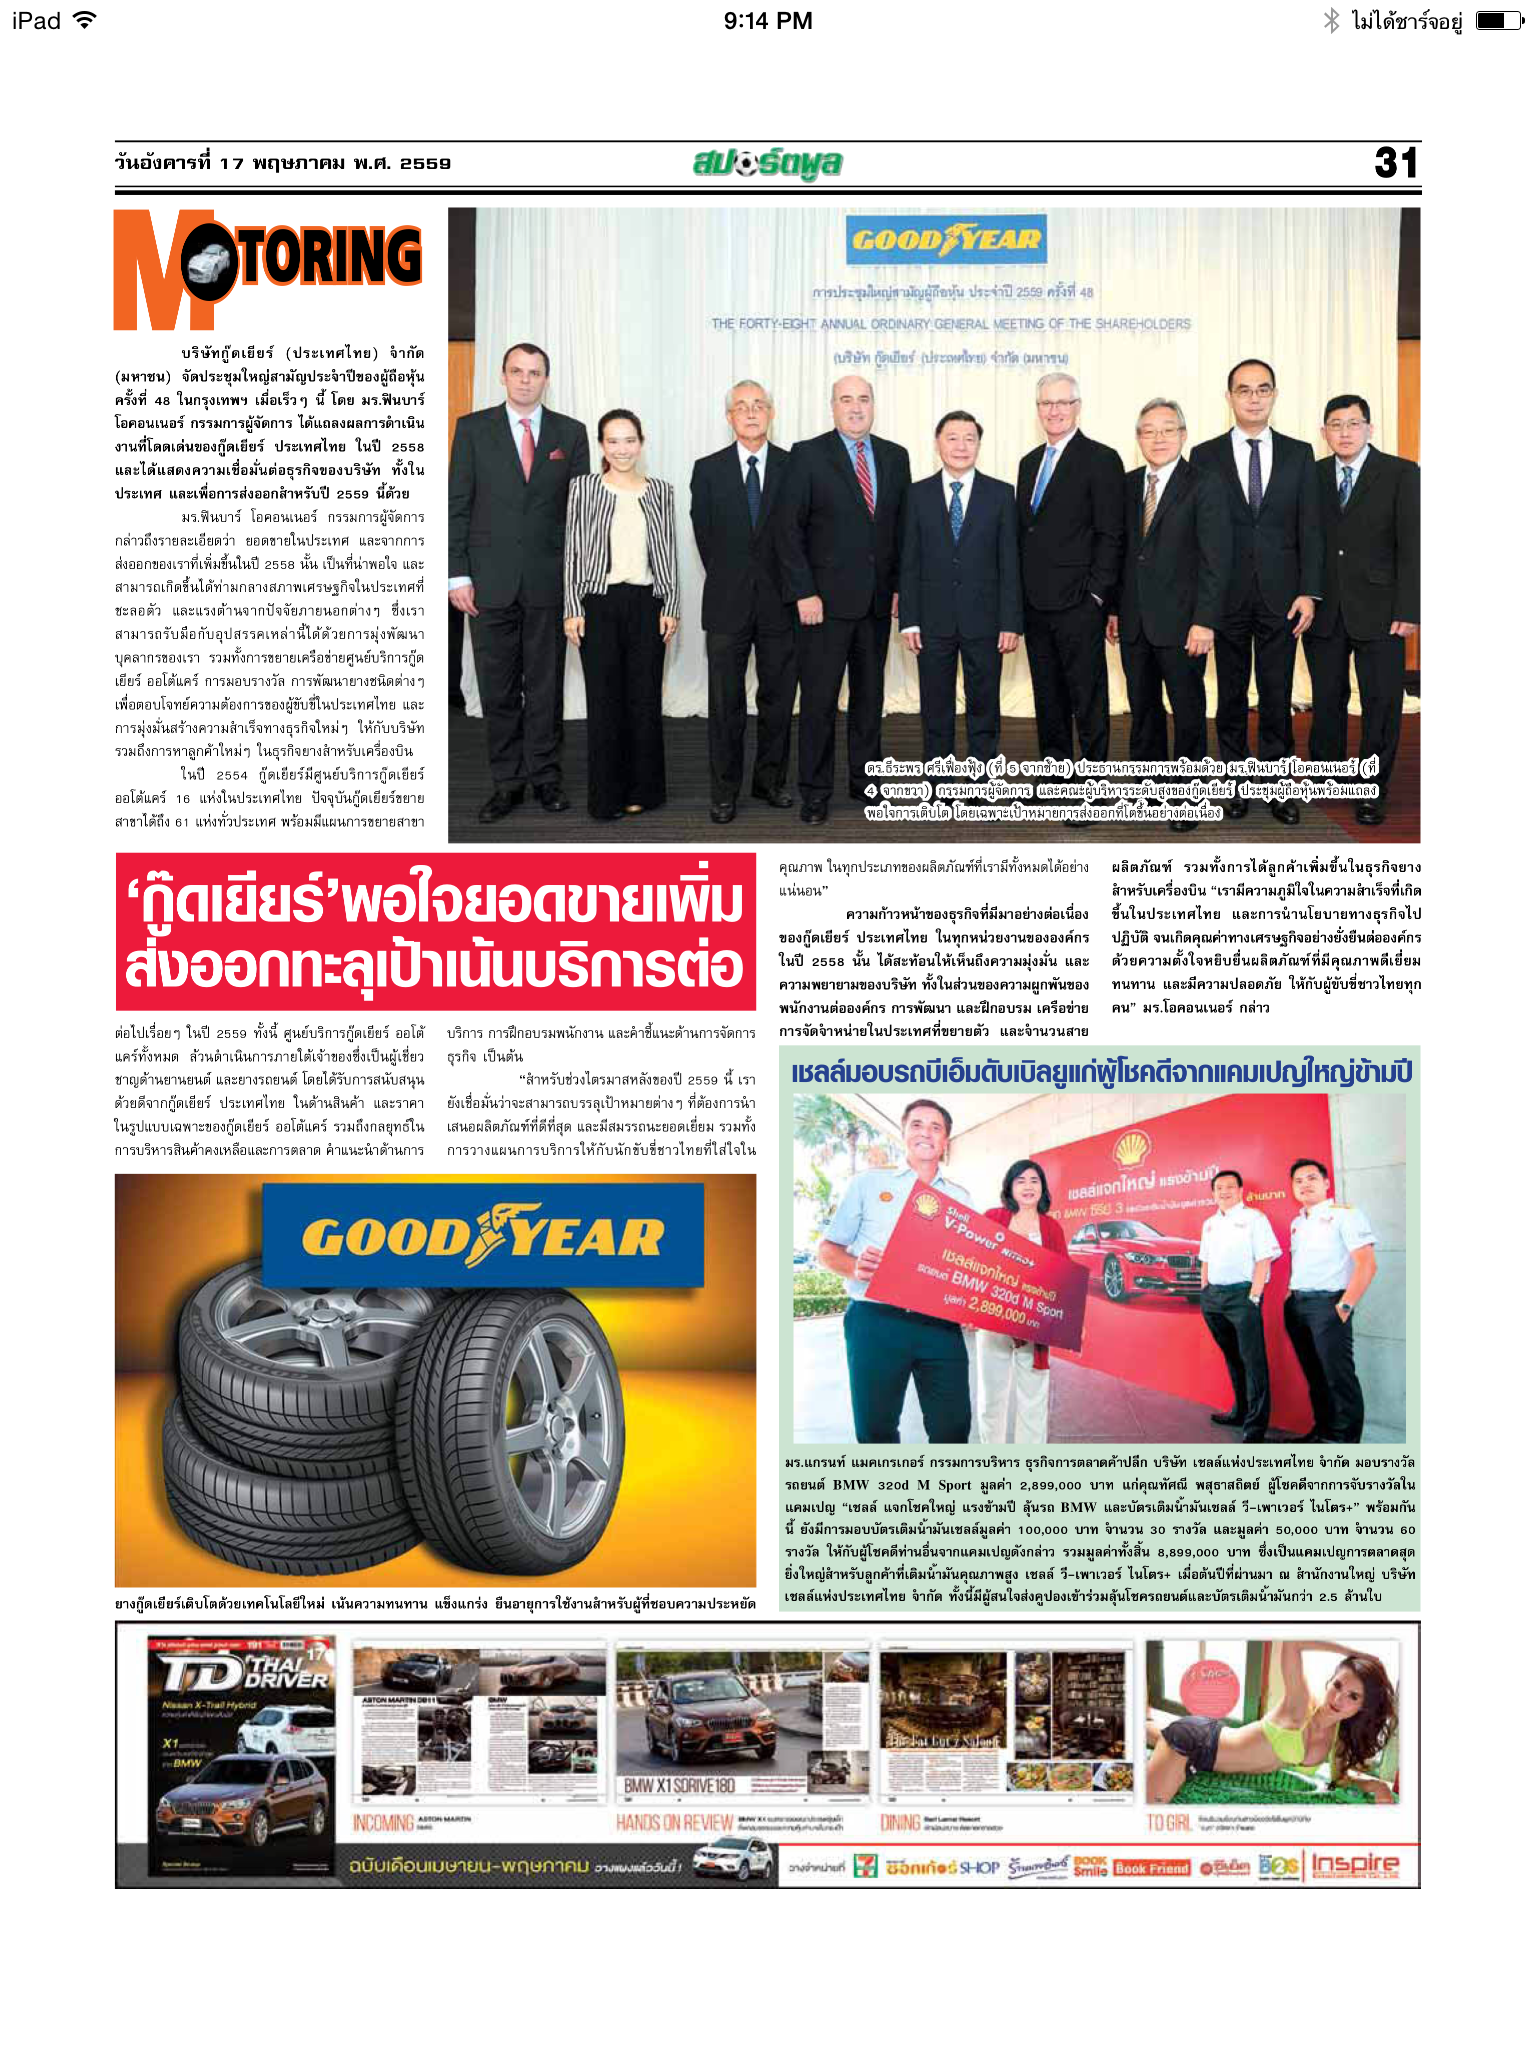 iPad
9:14 PM
ไม่ได้ชาร์จอยู่
วันอังคารที่ 17 พฤษภาคม พ.ศ. 2559
สปอร์ตพูล
31
MOTORING
GOODYEAR
การประชุมใหญ่สามัญผู้ถือหุ้น ประจำปี 2559 ครั้งที่ 48
THE FORTY-EIGHT ANNUAL ORDINARY GENERAL MEETING OF THE SHAREHOLDERS
(บริษัท กู๊ดเยียร์ (ประเทศไทย) จำกัด (มหาชน)
ดร.ธีระพร ศรีเฟื่องฟุ้ง (ที่ 5 จากซ้าย) ประธานกรรมการพร้อมด้วย มร.ฟินบาร์ โอคอนเนอร์ (ที่
4 จากขวา) กรรมการผู้จัดการ และคณะผู้บริหารระดับสูงของกู๊ดเยียร์ ประชุมผู้ถือหุ้นพร้อมแถลง
พอใจการเติบโต โดยเฉพาะเป้าหมายการส่งออกที่โตขึ้นอย่างต่อเนื่อง
บริษัทกู๊ดเยียร์ (ประเทศไทย) จำกัด
(มหาชน) จัดประชุมใหญ่สามัญประจำปีของผู้ถือหุ้น
ครั้งที่ 48 ในกรุงเทพฯ เมื่อเร็วๆ นี้ โดย มร.ฟินบาร์
โอคอนเนอร์ กรรมการผู้จัดการ ได้แถลงผลการดำเนิน
งานที่โดดเด่นของกู๊ดเยียร์ ประเทศไทย ในปี 2558
และได้แสดงความเชื่อมั่นต่อธุรกิจของบริษัท ทั้งใน
ประเทศ และเพื่อการส่งออกสำหรับปี 2559 นี้ด้วย
มร.ฟินบาร์ โอคอนเนอร์ กรรมการผู้จัดการ
กล่าวถึงรายละเอียดว่า ยอดขายในประเทศ และจากการ
ส่งออกของเราที่เพิ่มขึ้นในปี 2558 นั้น เป็นที่น่าพอใจ และ
สามารถเกิดขึ้นได้ท่ามกลางสภาพเศรษฐกิจในประเทศที่
ชะลอตัว และแรงต้านจากปัจจัยภายนอกต่างๆ ซึ่งเรา
สามารถรับมือกับอุปสรรคเหล่านี้ได้ด้วยการมุ่งพัฒนา
บุคลากรของเรา รวมทั้งการขยายเครือข่ายศูนย์บริการกู๊ด
เยียร์ ออโต้แคร์ การมอบรางวัล การพัฒนายางชนิดต่างๆ
เพื่อตอบโจทย์ความต้องการของผู้ขับขี่ในประเทศไทย และ
การมุ่งมั่นสร้างความสำเร็จทางธุรกิจใหม่ๆ ให้กับบริษัท
รวมถึงการหาลูกค้าใหม่ๆ ในธุรกิจยางสำหรับเครื่องบิน
ในปี 2554 กู๊ดเยียร์มีศูนย์บริการกู๊ดเยียร์
ออโต้แคร์ 16 แห่งในประเทศไทย ปัจจุบันกู๊ดเยียร์ขยาย
สาขาได้ถึง 61 แห่งทั่วประเทศ พร้อมมีแผนการขยายสาขา
‘กู๊ดเยียร์’พอใจยอดขายเพิ่ม
ส่งออกทะลุเป้าเน้นบริการต่อ
ต่อไปเรื่อยๆ ในปี 2559 ทั้งนี้ ศูนย์บริการกู๊ดเยียร์ ออโต้
แคร์ทั้งหมด ล้วนดำเนินการภายใต้เจ้าของซึ่งเป็นผู้เชี่ยว
ชาญด้านยานยนต์ และยางรถยนต์ โดยได้รับการสนับสนุน
ด้วยดีจากกู๊ดเยียร์ ประเทศไทย ในด้านสินค้า และราคา
ในรูปแบบเฉพาะของกู๊ดเยียร์ ออโต้แคร์ รวมถึงกลยุทธ์ใน
การบริหารสินค้าคงเหลือและการตลาด คำแนะนำด้านการ
บริการ การฝึกอบรมพนักงาน และคำชี้แนะด้านการจัดการ
ธุรกิจ เป็นต้น
“สำหรับช่วงไตรมาสหลังของปี 2559 นี้ เรา
ยังเชื่อมั่นว่าจะสามารถบรรลุเป้าหมายต่างๆ ที่ต้องการนำ
เสนอผลิตภัณฑ์ที่ดีที่สุด และมีสมรรถนะยอดเยี่ยม รวมทั้ง
การวางแผนการบริการให้กับนักขับขี่ชาวไทยที่ใส่ใจใน
คุณภาพ ในทุกประเภทของผลิตภัณฑ์ที่เรามีทั้งหมดได้อย่าง
แน่นอน”
ความก้าวหน้าของธุรกิจที่มีมาอย่างต่อเนื่อง
ของกู๊ดเยียร์ ประเทศไทย ในทุกหน่วยงานขององค์กร
ในปี 2558 นั้น ได้สะท้อนให้เห็นถึงความมุ่งมั่น และ
ความพยายามของบริษัท ทั้งในส่วนของความผูกพันของ
พนักงานต่อองค์กร การพัฒนา และฝึกอบรม เครือข่าย
การจัดจำหน่ายในประเทศที่ขยายตัว และจำนวนสาย
ผลิตภัณฑ์ รวมทั้งการได้ลูกค้าเพิ่มขึ้นในธุรกิจยาง
สำหรับเครื่องบิน “เรามีความภูมิใจในความสำเร็จที่เกิด
ขึ้นในประเทศไทย และการนำนโยบายทางธุรกิจไป
ปฏิบัติ จนเกิดคุณค่าทางเศรษฐกิจอย่างยั่งยืนต่อองค์กร
ด้วยความตั้งใจหยิบยื่นผลิตภัณฑ์ที่มีคุณภาพดีเยี่ยม
ทนทาน และมีความปลอดภัย ให้กับผู้ขับขี่ชาวไทยทุก
คน” มร.โอคอนเนอร์ กล่าว
GOODYEAR
ยางกู๊ดเยียร์เติบโตด้วยเทคโนโลยีใหม่ เน้นความทนทาน แข็งแกร่ง ยืนอายุการใช้งานสำหรับผู้ที่ชอบความประหยัด
เชลล์มอบรถบีเอ็มดับเบิลยูแก่ผู้โชคดีจากแคมเปญใหญ่ข้ามปี
เชลล์แจกใหญ่ แรงข้ามปี
BMW ซีรีย์ 3
ล้านบาท
Shell
V-Power NITRO+
เชลล์แจกใหญ่ แรงข้ามปี
รถยนต์ BMW 320d M Sport
มูลค่า 2,899,000 บาท
มร.แกรนท์ แมคเกรเกอร์ กรรมการบริหาร ธุรกิจการตลาดค้าปลีก บริษัท เชลล์แห่งประเทศไทย จำกัด มอบรางวัล
รถยนต์ BMW 320d M Sport มูลค่า 2,899,000 บาท แก่คุณทัศณี พสุธาสถิตย์ ผู้โชคดีจากการจับรางวัลใน
แคมเปญ “เชลล์ แจกโชคใหญ่ แรงข้ามปี ลุ้นรถ BMW และบัตรเติมน้ำมันเชลล์ วี-เพาเวอร์ ไนโตร+” พร้อมกัน
นี้ ยังมีการมอบบัตรเติมน้ำมันเชลล์มูลค่า 100,000 บาท จำนวน 30 รางวัล และมูลค่า 50,000 บาท จำนวน 60
รางวัล ให้กับผู้โชคดีท่านอื่นจากแคมเปญดังกล่าว รวมมูลค่าทั้งสิ้น 8,899,000 บาท ซึ่งเป็นแคมเปญการตลาดสุด
ยิ่งใหญ่สำหรับลูกค้าที่เติมน้ำมันคุณภาพสูง เชลล์ วี-เพาเวอร์ ไนโตร+ เมื่อต้นปีที่ผ่านมา ณ สำนักงานใหญ่ บริษัท
เชลล์แห่งประเทศไทย จำกัด ทั้งนี้มีผู้สนใจส่งคูปองเข้าร่วมลุ้นโชครถยนต์และบัตรเติมน้ำมันกว่า 2.5 ล้านใบ
191
17
TD THAI DRIVER
Nissan X-Trail Hybrid
X1
BMW
ASTON MARTIN DB11
BMW
INCOMING ASTON MARTIN
BMW X1 SDRIVE18D
HANDS ON REVIEW
DINING
TD GIRL
ฉบับเดือนเมษายน-พฤษภาคม วางแผงแล้ววันนี้ !
วางจำหน่ายที่
7 ELEVEN
ซีเอ็ด
SHOP
BOOK Smile
Book Friend
B2S
Inspire